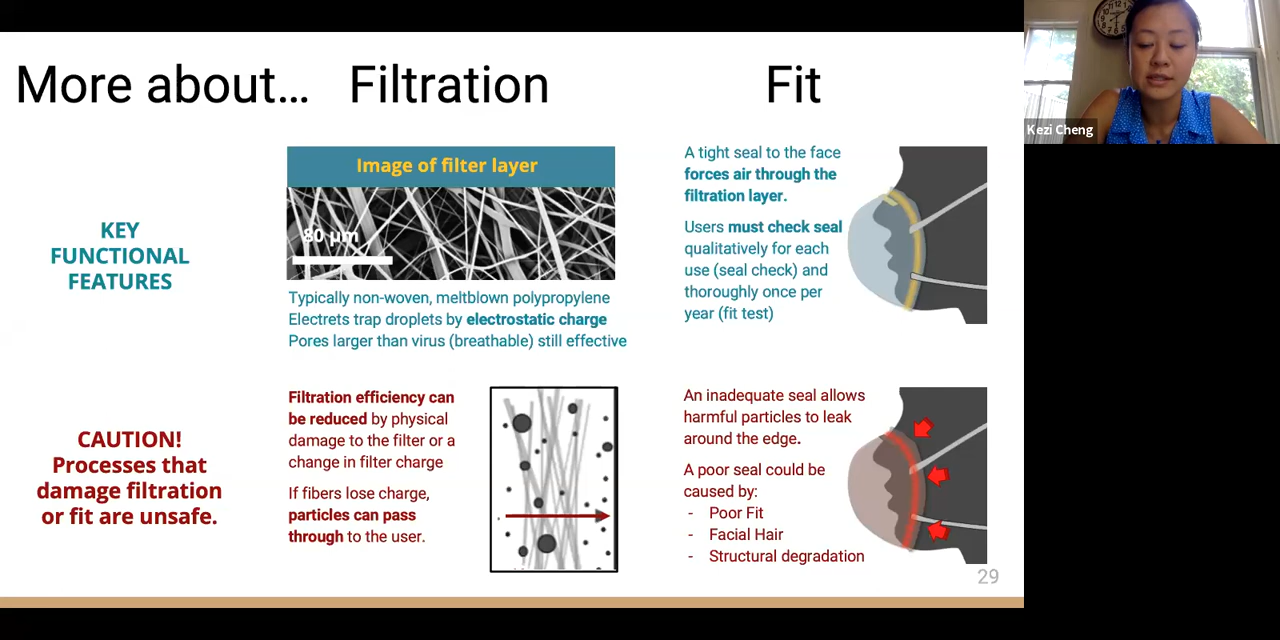 More about... Filtration Fit
KEY
FUNCTIONAL
FEATURES
Image of filter layer
80 µm
Typically non-woven, meltblown polypropylene
Electrets trap droplets by electrostatic charge
Pores larger than virus (breathable) still effective
A tight seal to the face
forces air through the
filtration layer.
Users must check seal
qualitatively for each
use (seal check) and
thoroughly once per
year (fit test)
CAUTION!
Processes that
damage filtration
or fit are unsafe.
Filtration efficiency can
be reduced by physical
damage to the filter or a
change in filter charge
If fibers lose charge,
particles can pass
through to the user.
An inadequate seal allows
harmful particles to leak
around the edge.
A poor seal could be
caused by:
- Poor Fit
- Facial Hair
- Structural degradation
29
Kezi Cheng